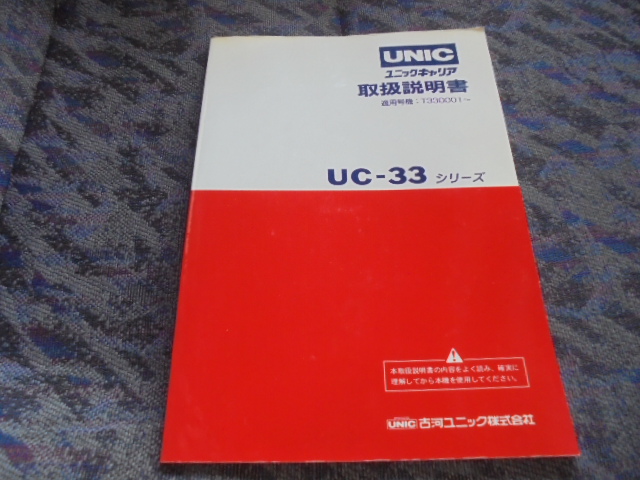 UNIC
ユニックキャリア
取扱説明書
適用号機：T350001～
UC-33 シリーズ
本取扱説明書の内容をよく読み、確実に
理解してから本機を使用してください。
UNIC 古河ユニック株式会社